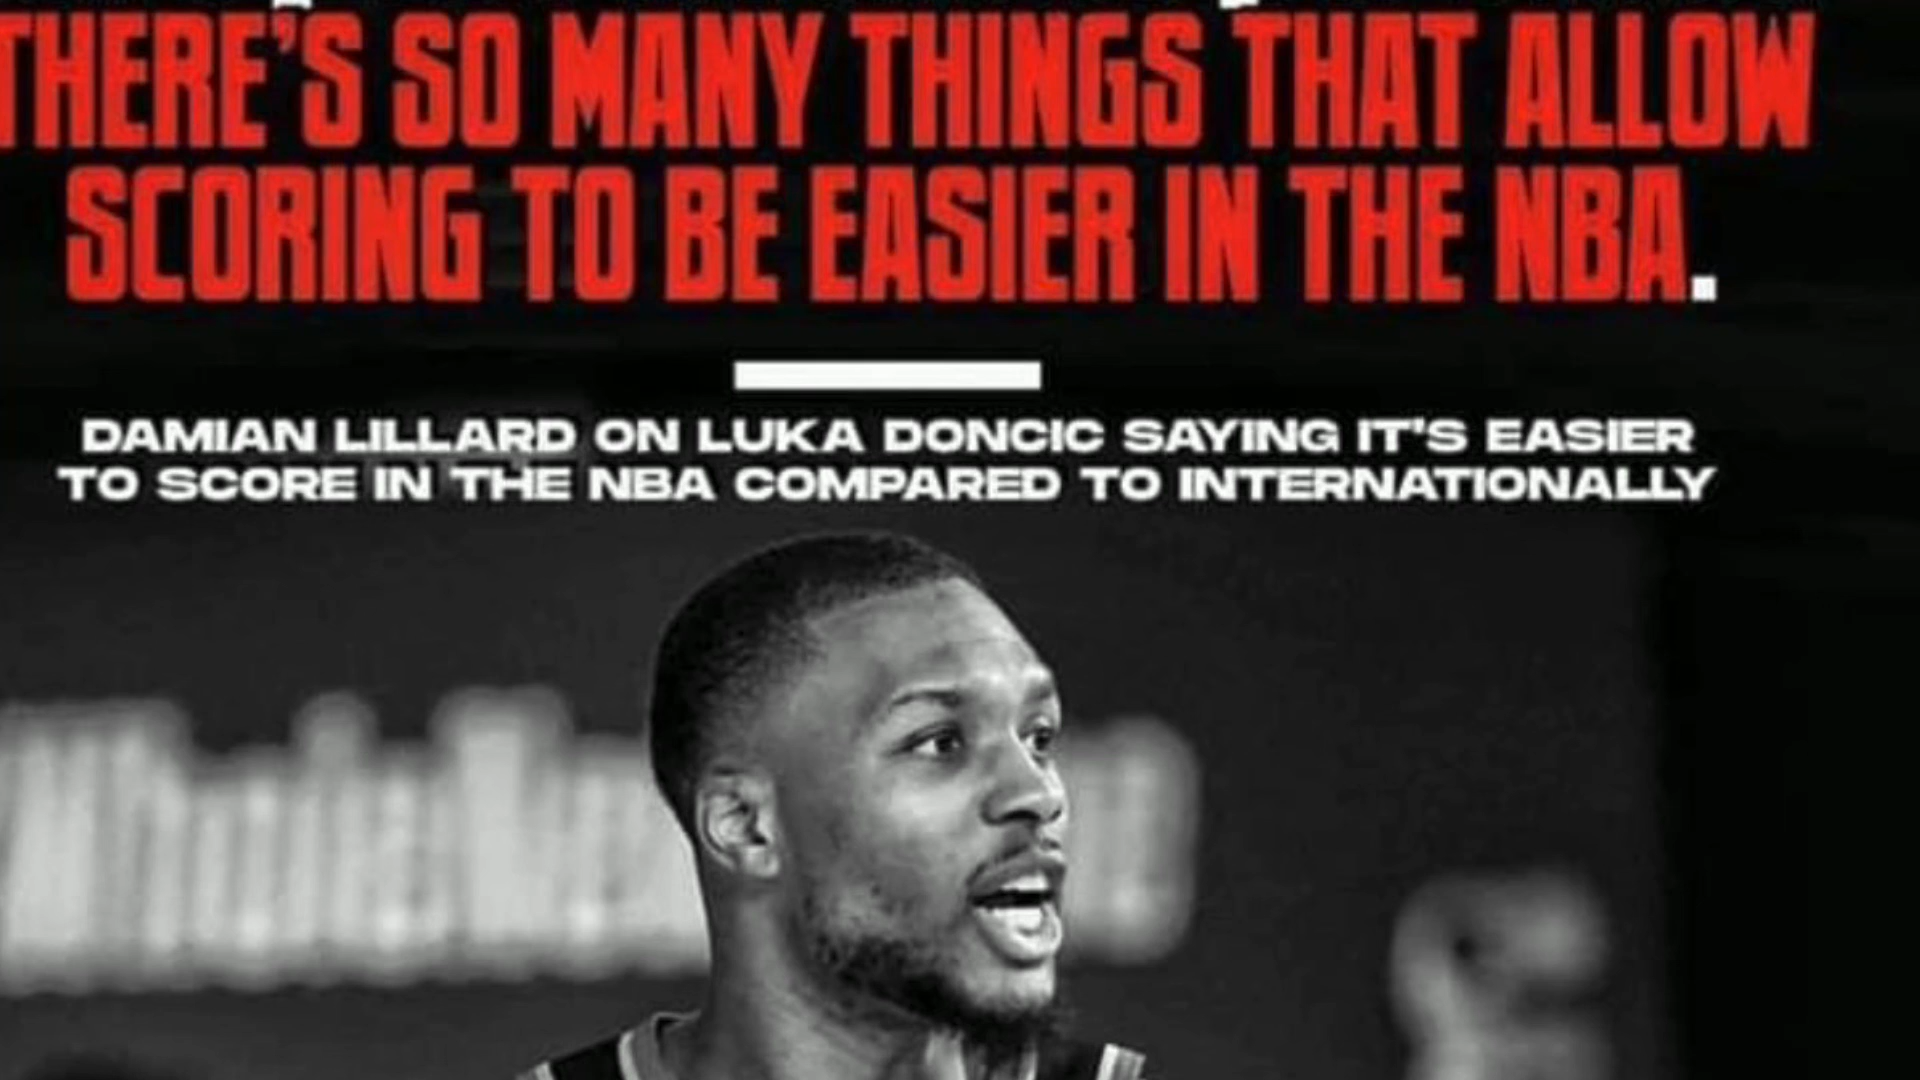 THERE'S SO MANY THINGS THAT ALLOW
SCORING TO BE EASIER IN THE NBA.
DAMIAN LILLARD ON LUKA DONCIC SAYING IT'S EASIER
TO SCORE IN THE NBA COMPARED TO INTERNATIONALLY